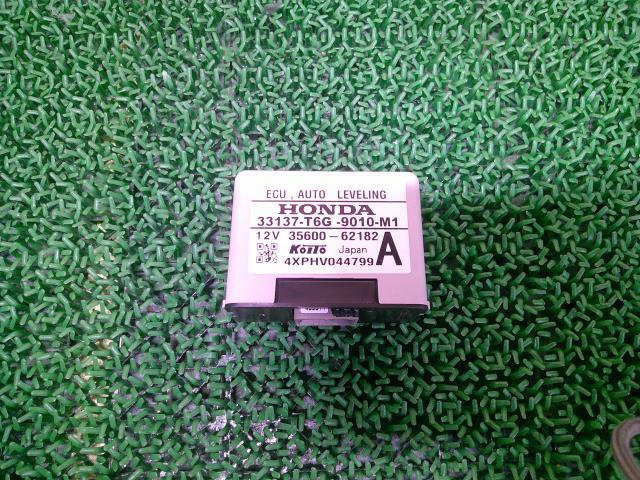 ECU , AUTO LEVELING
HONDA
33137-T6G -9010-M1
12V 35600-62182
KOITO Japan
4XPHV044799
A